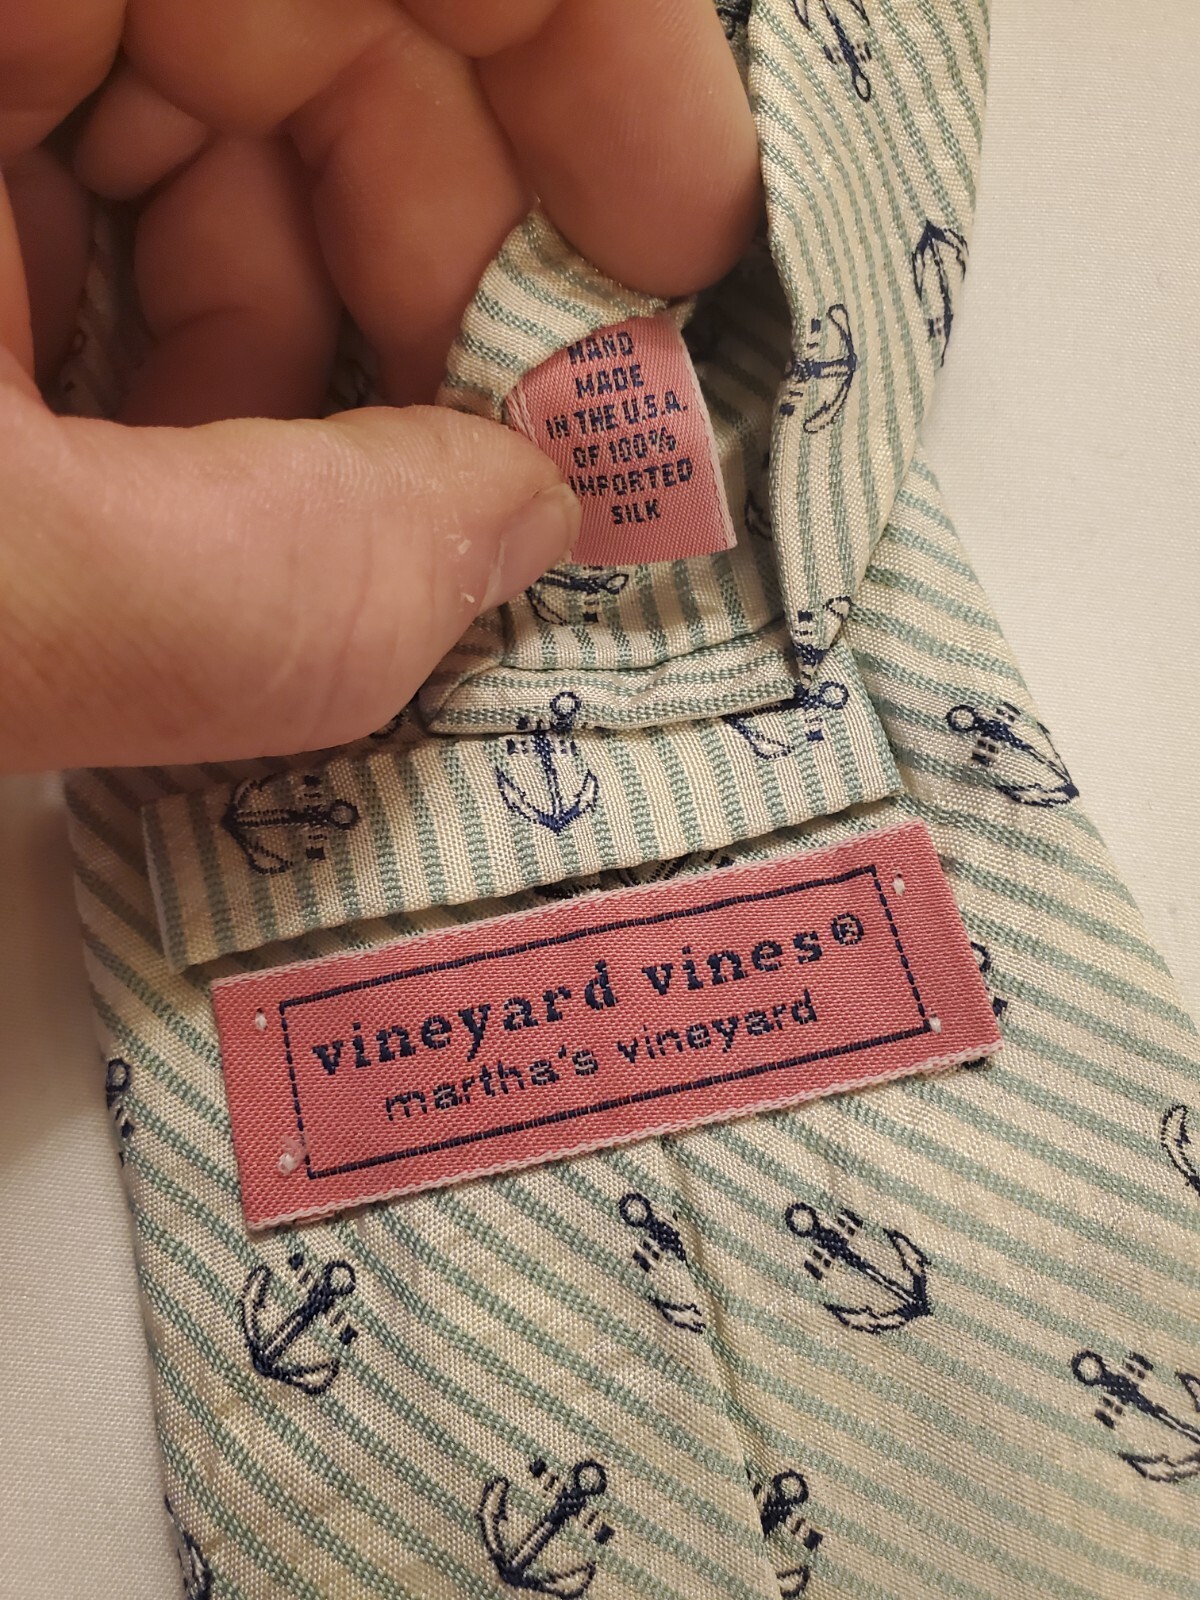 HAND
MADE
IN THE U.S.A.
OF 100%
IMPORTED
SILK
vineyard vines®
martha's vineyard